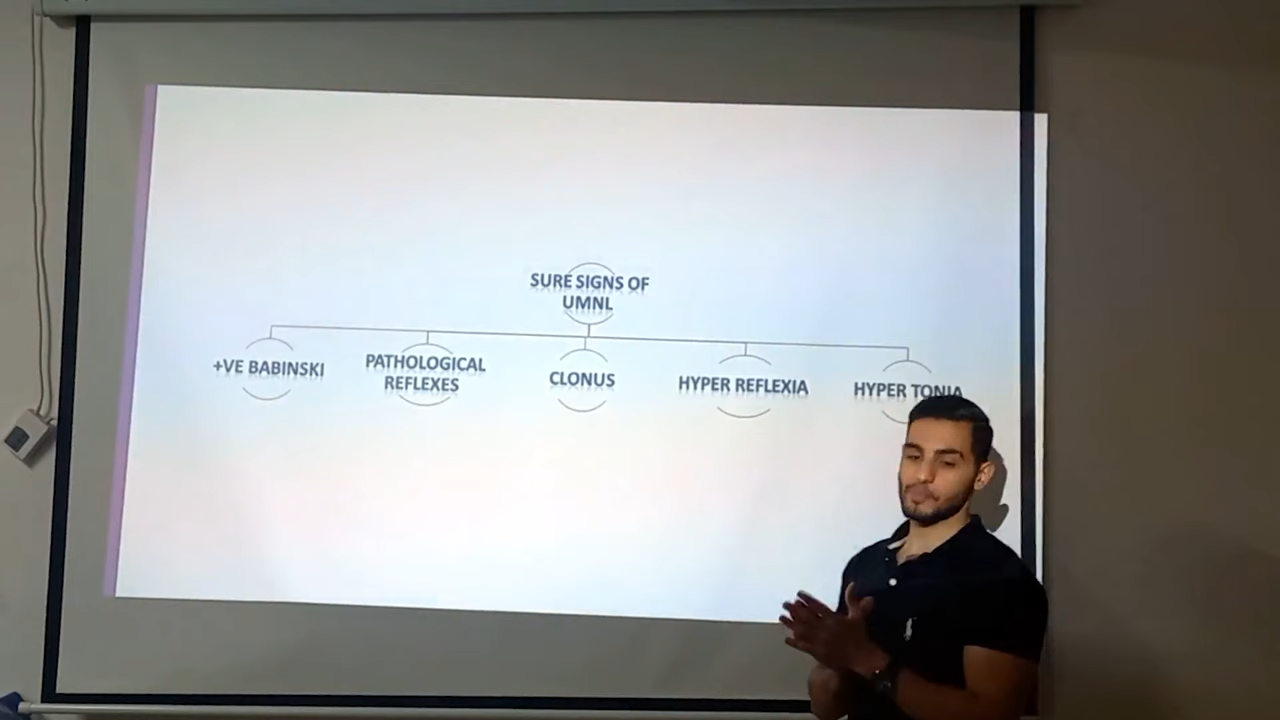 SURE SIGNS OF
UMNL
+VE BABINSKI
PATHOLOGICAL
REFLEXES
CLONUS
HYPER REFLEXIA
HYPER TONIA